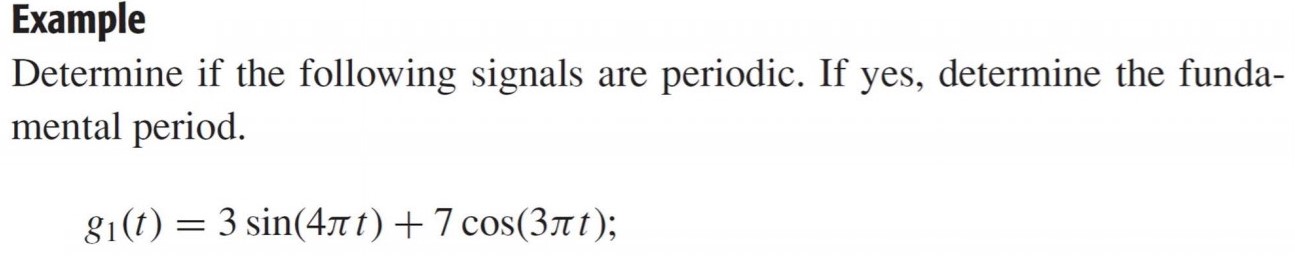 Example
Determine if the following signals are periodic. If yes, determine the funda-
mental period.
g₁(t) = 3 sin(4πt) + 7 cos(3πt);